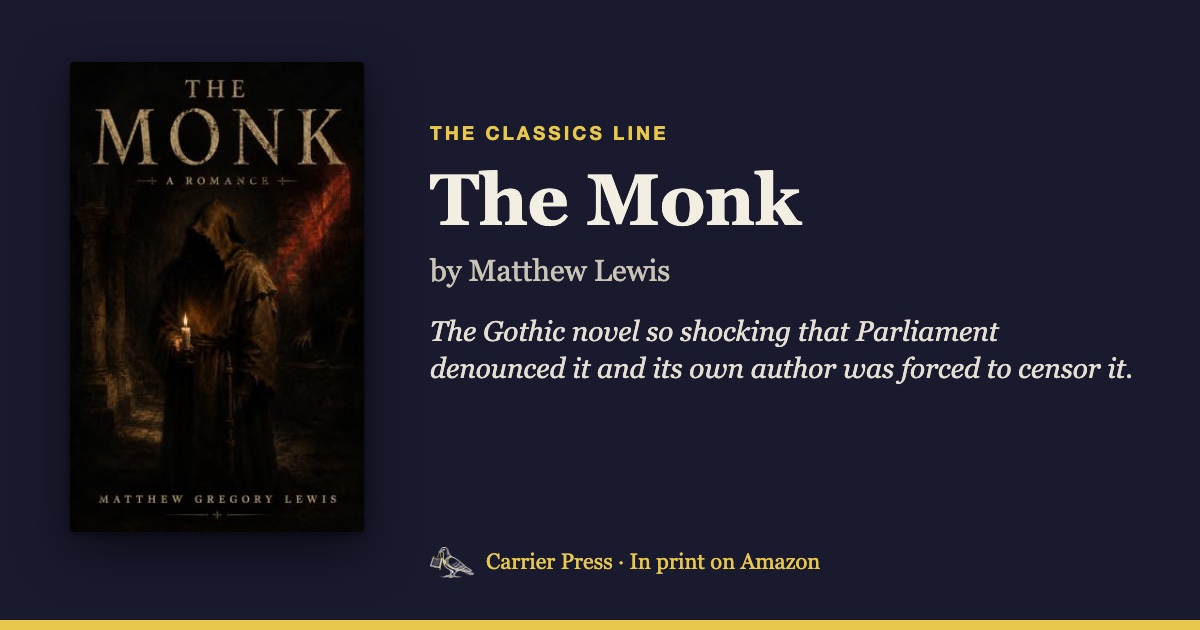 THE
MONK
A ROMANCE
MATTHEW GREGORY LEWIS
THE CLASSICS LINE
The Monk
by Matthew Lewis
The Gothic novel so shocking that Parliament
denounced it and its own author was forced to censor it.
Carrier Press · In print on Amazon